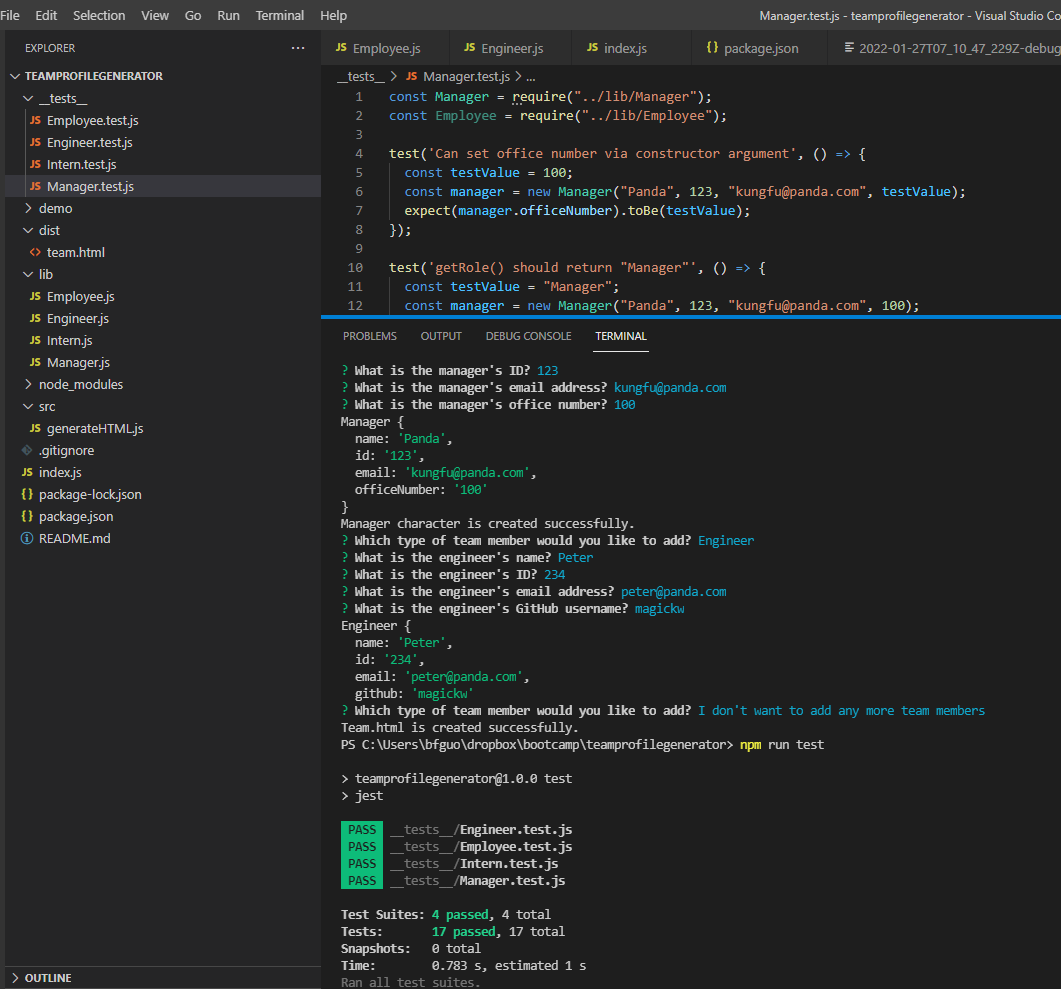 File Edit Selection View Go Run Terminal Help Manager.test.js - teamprofilegenerator - Visual Studio Co
EXPLORER ...
TEAMPROFILEGENERATOR
__tests__
JS Employee.test.js
JS Engineer.test.js
JS Intern.test.js
JS Manager.test.js
demo
dist
<> team.html
lib
JS Employee.js
JS Engineer.js
JS Intern.js
JS Manager.js
node_modules
src
JS generateHTML.js
.gitignore
JS index.js
{} package-lock.json
{} package.json
README.md
OUTLINE
JS Employee.js JS Engineer.js JS index.js {} package.json 2022-01-27T07_10_47_229Z-debug
__tests__ > JS Manager.test.js > ...
1 const Manager = require("../lib/Manager");
2 const Employee = require("../lib/Employee");
3
4 test('Can set office number via constructor argument', () => {
5 const testValue = 100;
6 const manager = new Manager("Panda", 123, "kungfu@panda.com", testValue);
7 expect(manager.officeNumber).toBe(testValue);
8 });
9
10 test('getRole() should return "Manager"', () => {
11 const testValue = "Manager";
12 const manager = new Manager("Panda", 123, "kungfu@panda.com", 100);
PROBLEMS OUTPUT DEBUG CONSOLE TERMINAL
? What is the manager's ID? 123
? What is the manager's email address? kungfu@panda.com
? What is the manager's office number? 100
Manager {
name: 'Panda',
id: '123',
email: 'kungfu@panda.com',
officeNumber: '100'
}
Manager character is created successfully.
? Which type of team member would you like to add? Engineer
? What is the engineer's name? Peter
? What is the engineer's ID? 234
? What is the engineer's email address? peter@panda.com
? What is the engineer's GitHub username? magickw
Engineer {
name: 'Peter',
id: '234',
email: 'peter@panda.com',
github: 'magickw'
? Which type of team member would you like to add? I don't want to add any more team members
Team.html is created successfully.
PS C:\Users\bfguo\dropbox\bootcamp\teamprofilegenerator> npm run test
> teamprofilegenerator@1.0.0 test
> jest
PASS __tests__/Engineer.test.js
PASS __tests__/Employee.test.js
PASS __tests__/Intern.test.js
PASS __tests__/Manager.test.js
Test Suites: 4 passed, 4 total
Tests: 17 passed, 17 total
Snapshots: 0 total
Time: 0.783 s, estimated 1 s
Ran all test suites.